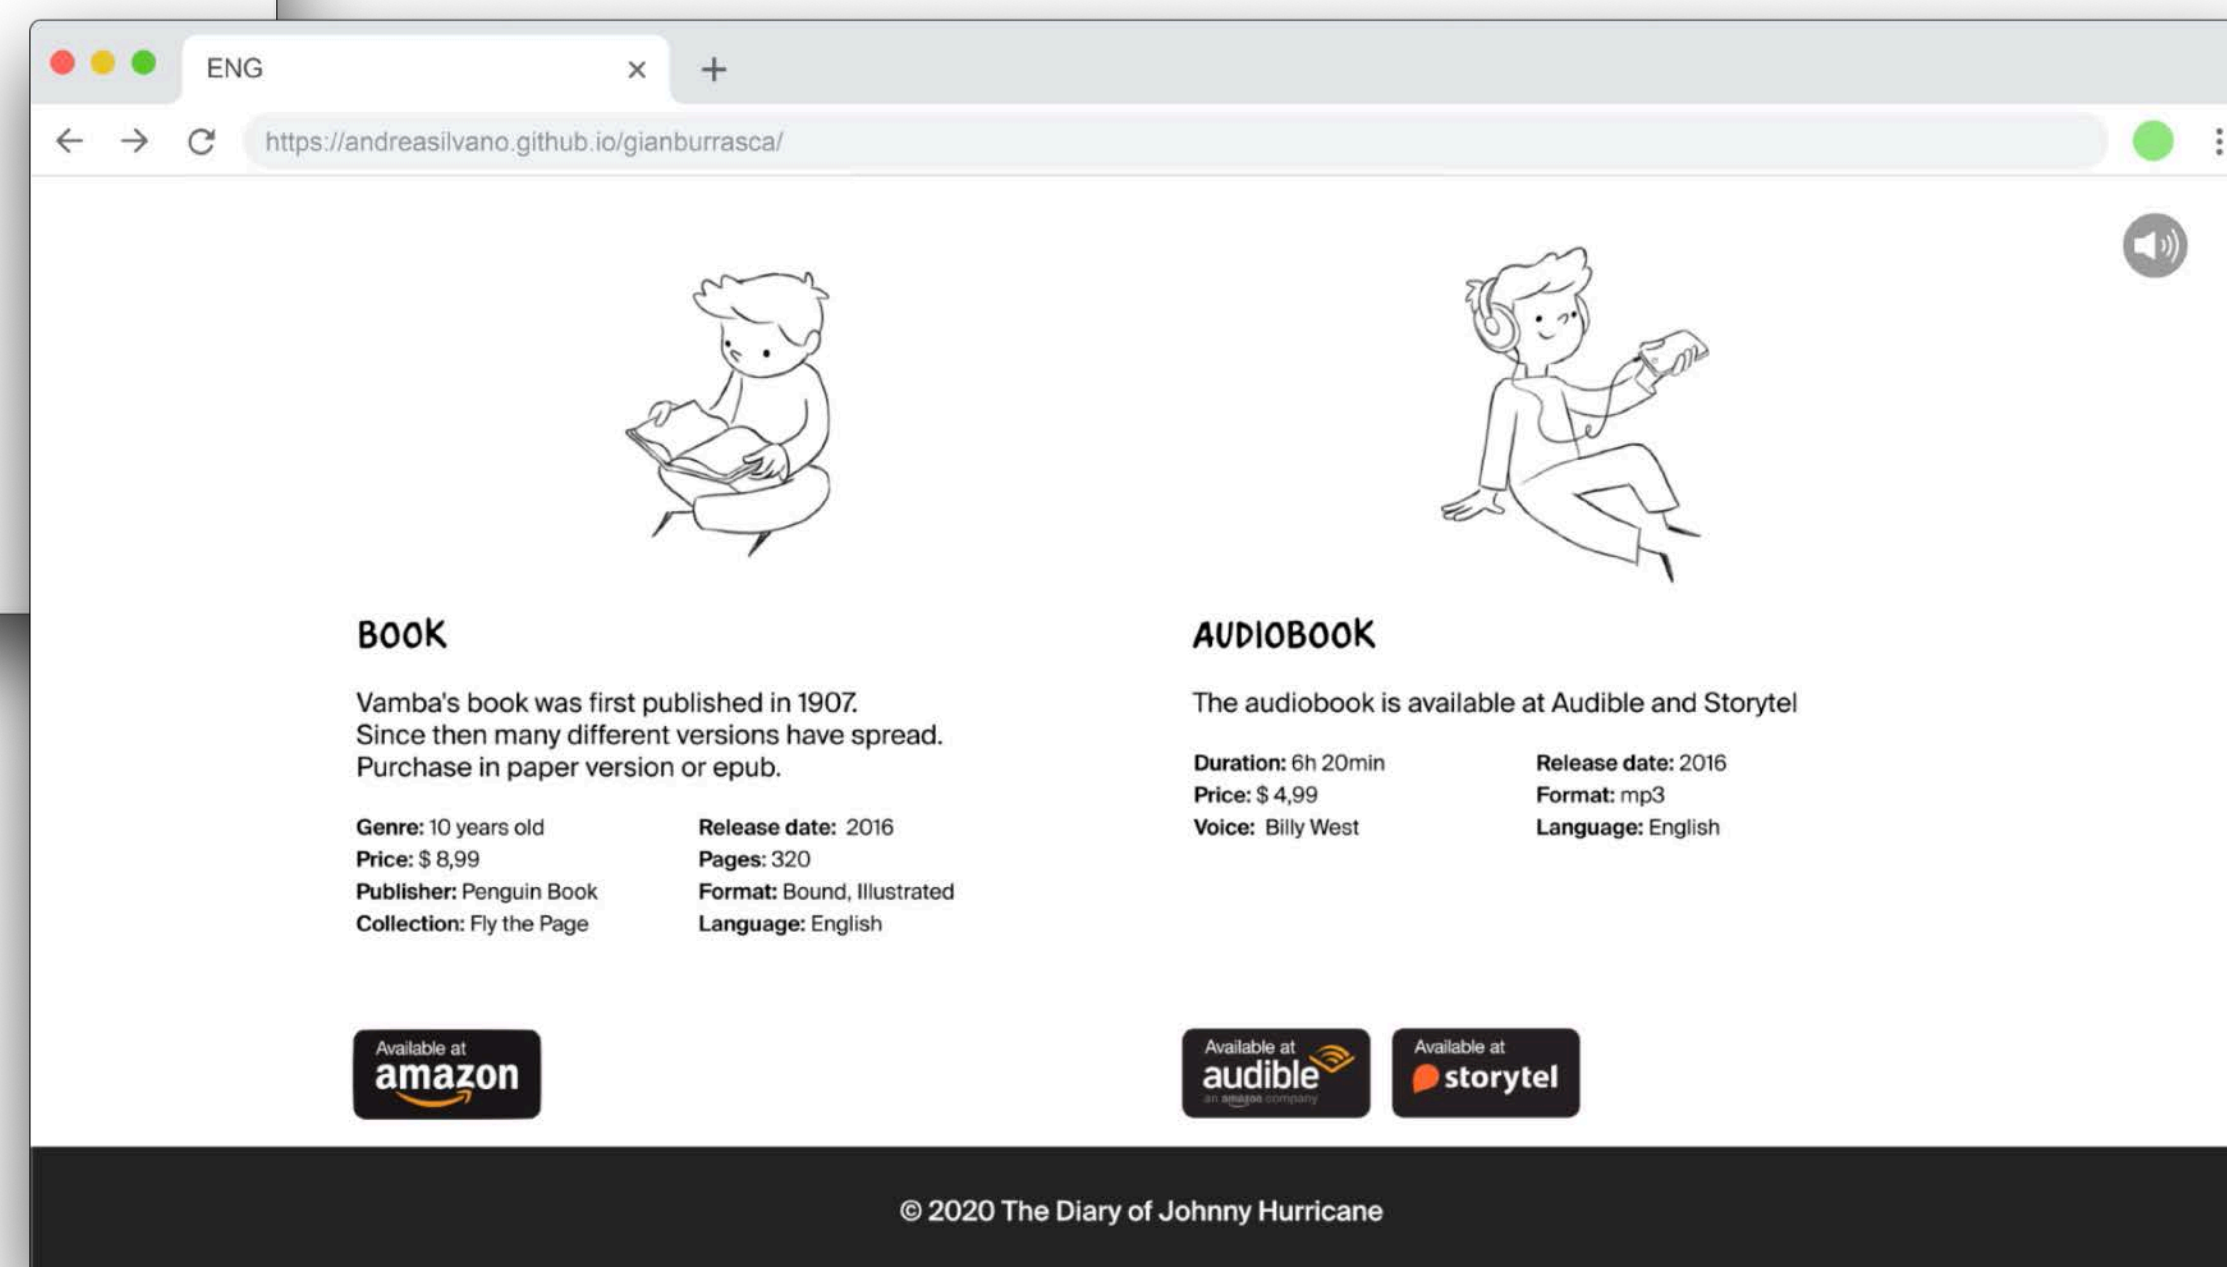 ENG
https://andreasilvano.github.io/gianburrasca/
BOOK
Vamba's book was first published in 1907.
Since then many different versions have spread.
Purchase in paper version or epub.
Genre: 10 years old
Price: $ 8,99
Publisher: Penguin Book
Collection: Fly the Page
Release date: 2016
Pages: 320
Format: Bound, Illustrated
Language: English
Available at
amazon
AUDIOBOOK
The audiobook is available at Audible and Storytel
Duration: 6h 20min
Price: $ 4,99
Voice: Billy West
Release date: 2016
Format: mp3
Language: English
Available at
audible
an amazon company
Available at
storytel
© 2020 The Diary of Johnny Hurricane